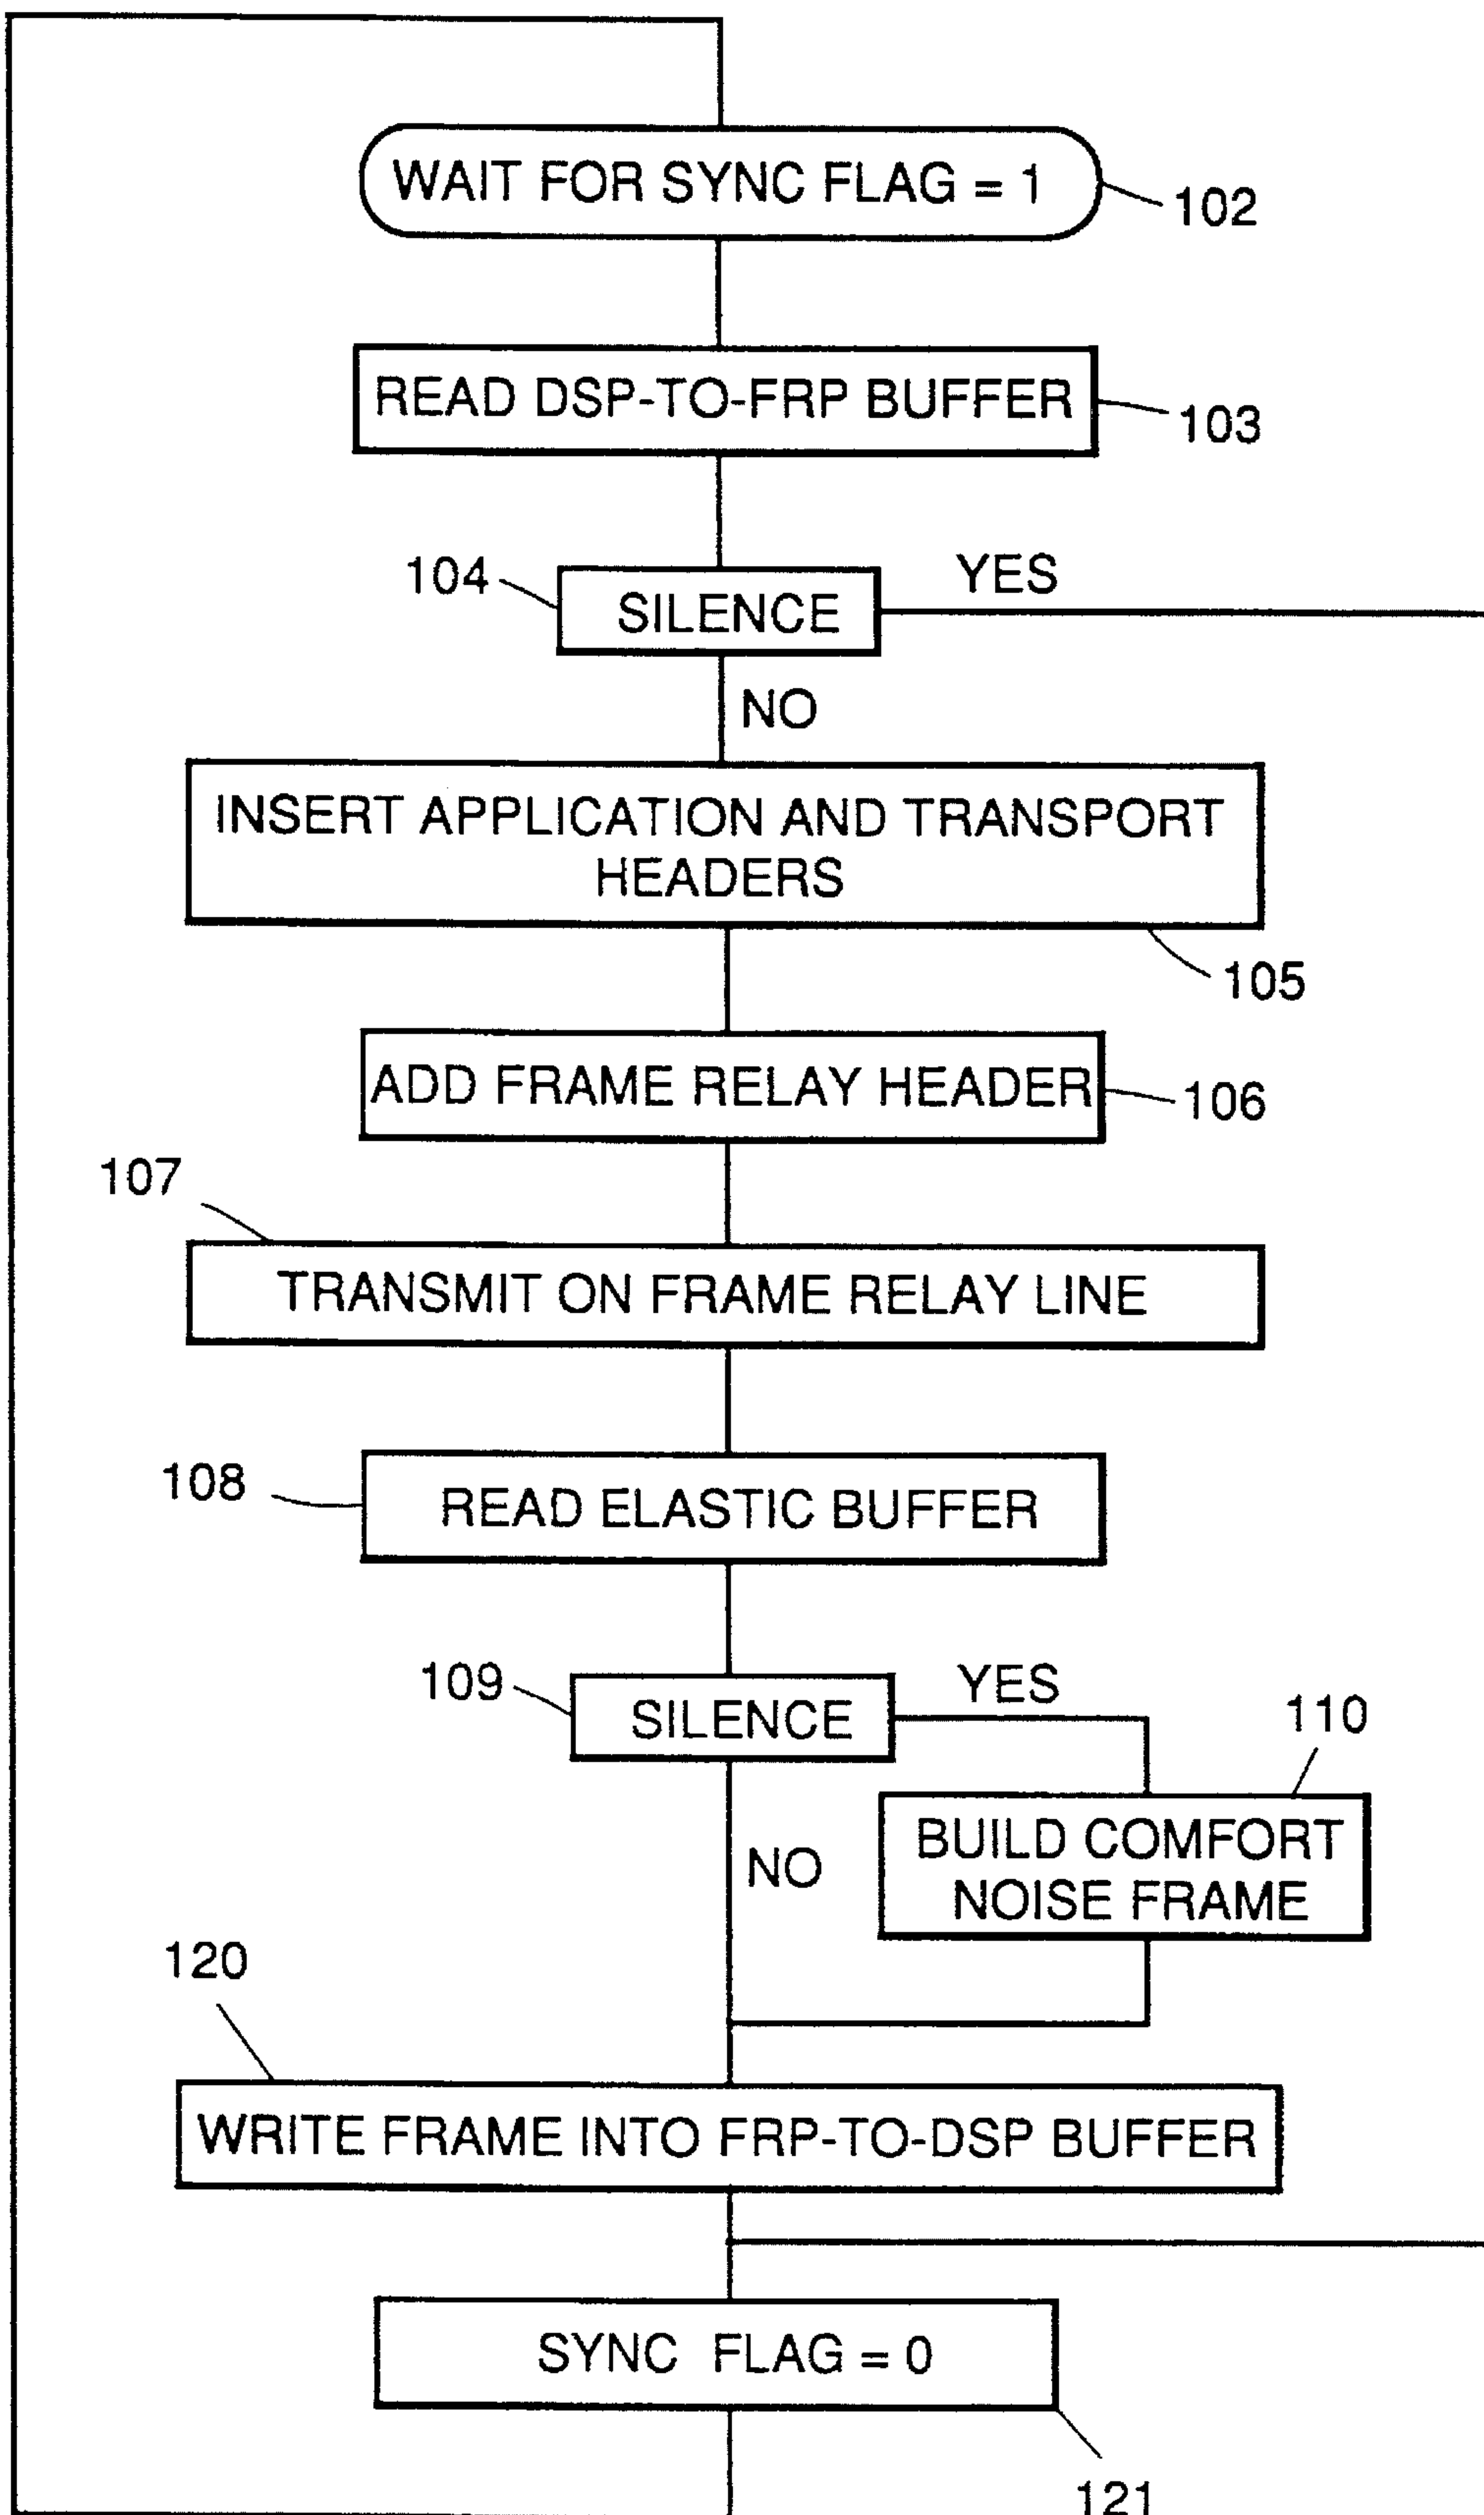 WAIT FOR SYNC FLAG = 1
102
READ DSP-TO-FRP BUFFER
103
104
YES
SILENCE
NO
INSERT APPLICATION AND TRANSPORT
HEADERS
105
ADD FRAME RELAY HEADER
106
107
TRANSMIT ON FRAME RELAY LINE
108
READ ELASTIC BUFFER
109
YES
SILENCE
110
BUILD COMFORT
NOISE FRAME
NO
120
WRITE FRAME INTO FRP-TO-DSP BUFFER
SYNC FLAG = 0
121